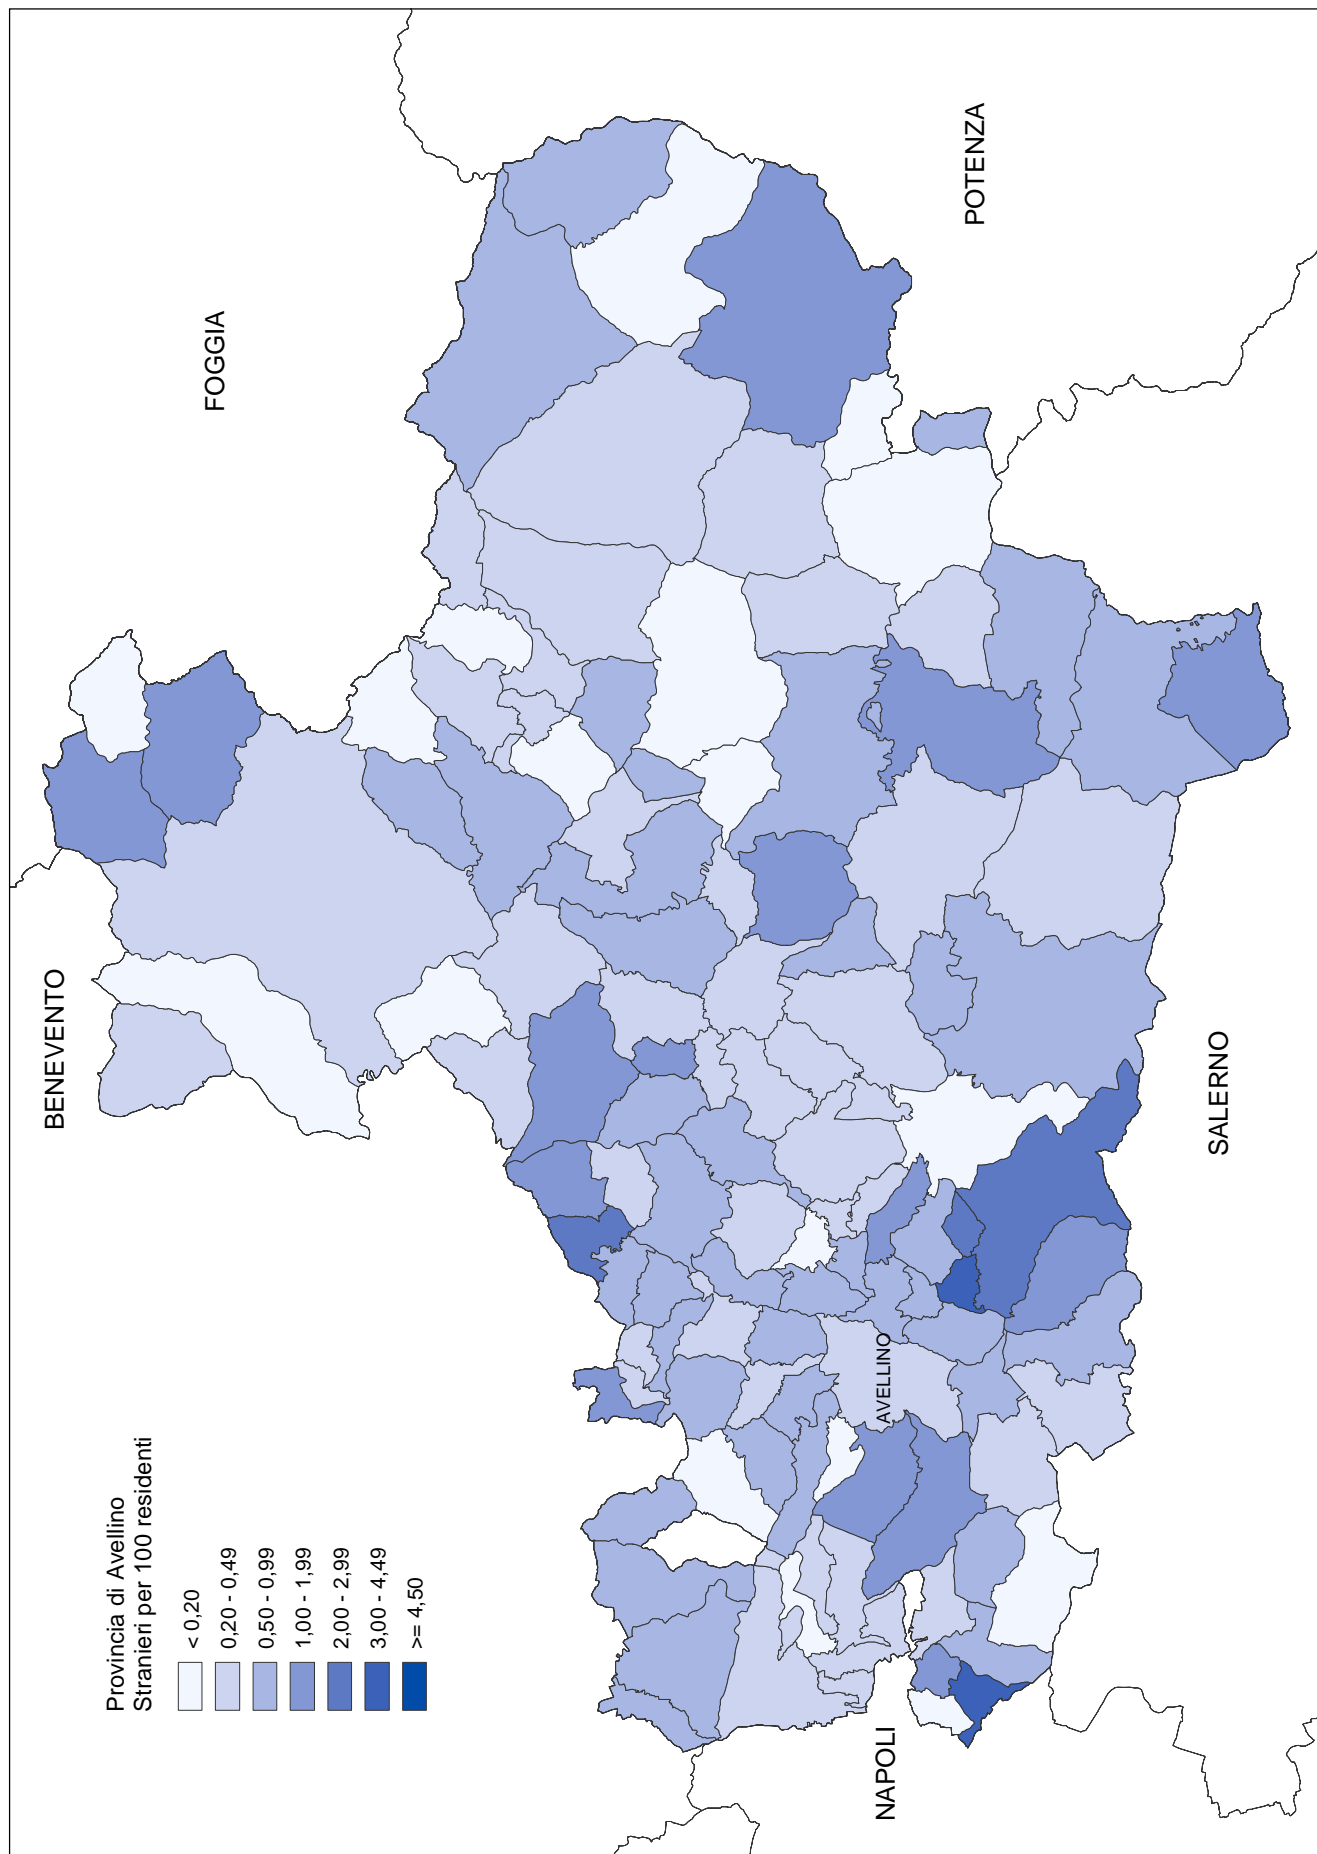 Provincia di Avellino
Stranieri per 100 residenti
< 0,20
0,20 - 0,49
0,50 - 0,99
1,00 - 1,99
2,00 - 2,99
3,00 - 4,49
>= 4,50
BENEVENTO
FOGGIA
POTENZA
AVELLINO
NAPOLI
SALERNO